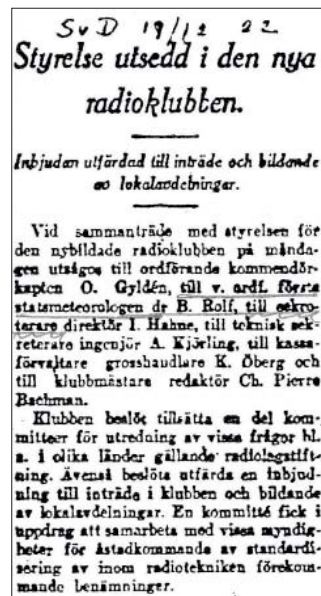 SvD 19/12 22
Styrelse utsedd i den nya
radioklubben.
Inbjudan utfärdad till inträde och bildande
av lokalavdelningar.
Vid sammanträde med styrelsen för
den nybildade radioklubben på månda-
gen utsågos till ordförande kommendör-
kapten O. Gyldén, till v. ordf. förste
statsmeteorologen dr B. Rolf, till sekre-
terare direktör I. Hahne, till teknisk sek-
reterare ingenjör A. Kjörling, till kassa-
förvaltare grosshandlare K. Öberg och
till klubbmästare redaktör Ch. Pierre
Bachman.
Klubben beslöt tillsätta en del kom-
mitteer för utredning av vissa frågor bl.
a. i olika länder gällande radiolagstift-
ning. Även beslöts utfärda en inbjud-
ning till inträde i klubben och bildande
av lokalavdelningar. En kommitté fick i
uppdrag att samarbeta med vissa myndig-
heter för åstadkommande av standardi-
sering av inom radiotekniken förekom-
mande benämningar.